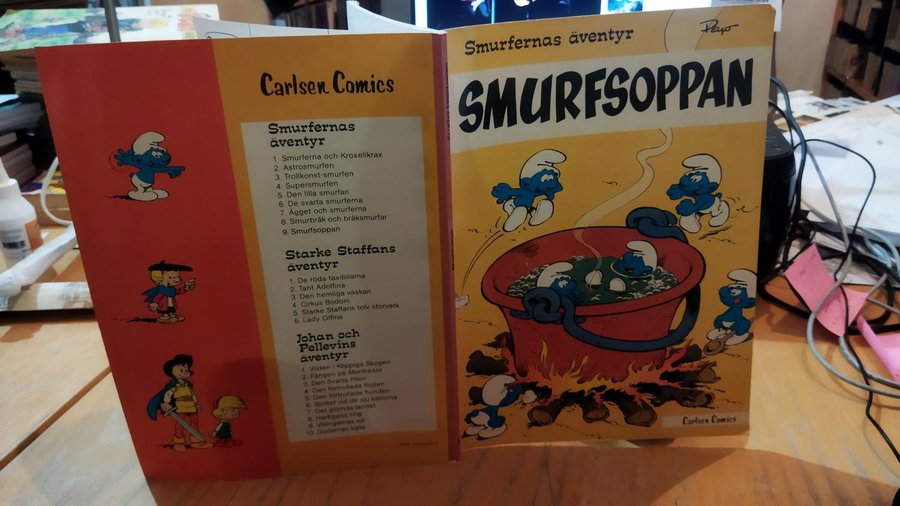 Carlsen Comics
Smurfernas
äventyr
1. Smurferna och Kroxelikrax
2. Astrosmurfen
3. Trollkonst-smurfen
4. Supersmurfen
5. Den lilla smurfan
6. De svarta smurferna
7. Ägget och smurferna
8. Smurbråk och bråksmurfar
9. Smurfsoppan
Starke Staffans
äventyr
1. De röda taxibilarna
2. Tant Adolfina
3. Den hemliga väskan
4. Cirkus Bodoni
5. Starke Staffans tolv storverk
6. Lady Olfina
Johan och
Pellevins
äventyr
1. Vilden i Klippiga Skogen
2. Fången på Montresor
3. Den Svarta Pilen
4. Den förtrollade flöjten
5. Den förtrollade hunden
6. Slottet vid de sju källorna
7. Det glömda landet
8. Hertigens ring
9. Vikingarnas ed
10. Gudarnas källa
Smurfernas äventyr
Peyo
SMURFSOPPAN
Carlsen Comics